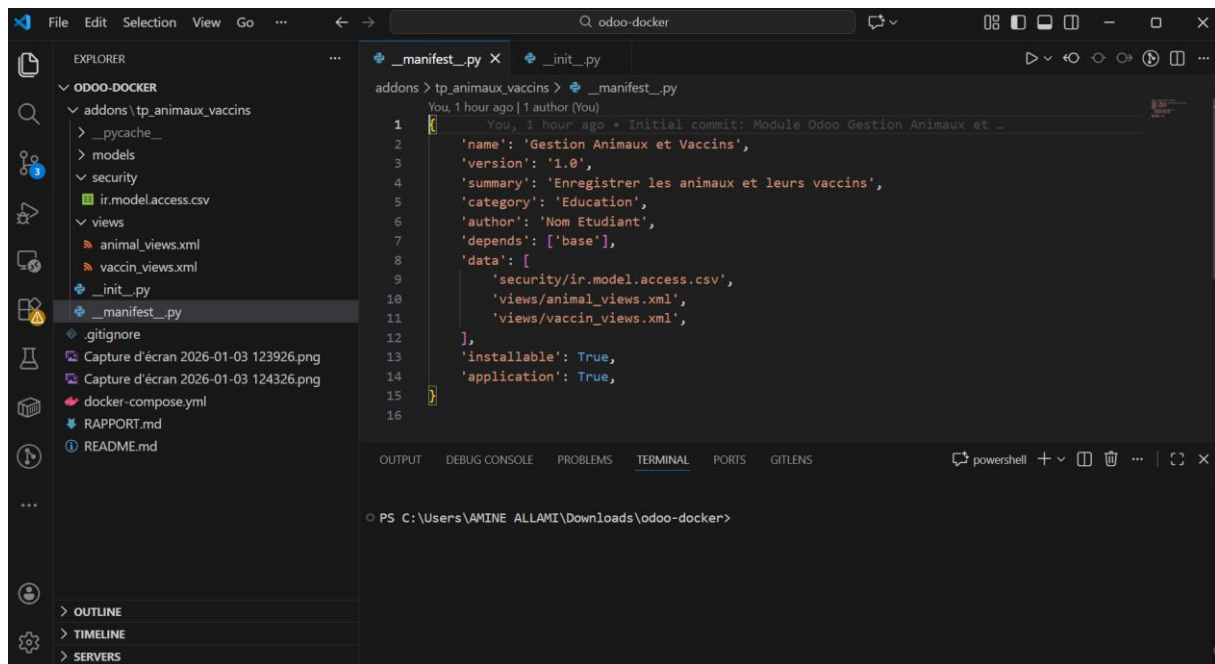 File Edit Selection View Go ··· odoo-docker
EXPLORER ···
ODOO-DOCKER
addons\tp_animaux_vaccins
__pycache__
models
security
ir.model.access.csv
views
animal_views.xml
vaccin_views.xml
__init__.py
__manifest__.py
.gitignore
Capture d'écran 2026-01-03 123926.png
Capture d'écran 2026-01-03 124326.png
docker-compose.yml
RAPPORT.md
README.md
OUTLINE
TIMELINE
SERVERS
3
__manifest__.py __init__.py
addons > tp_animaux_vaccins > __manifest__.py
You, 1 hour ago | 1 author (You)
1 { You, 1 hour ago • Initial commit: Module Odoo Gestion Animaux et …
2 'name': 'Gestion Animaux et Vaccins',
3 'version': '1.0',
4 'summary': 'Enregistrer les animaux et leurs vaccins',
5 'category': 'Education',
6 'author': 'Nom Etudiant',
7 'depends': ['base'],
8 'data': [
9 'security/ir.model.access.csv',
10 'views/animal_views.xml',
11 'views/vaccin_views.xml',
12 ],
13 'installable': True,
14 'application': True,
15 }
16
OUTPUT DEBUG CONSOLE PROBLEMS TERMINAL PORTS GITLENS powershell
PS C:\Users\AMINE ALLAMI\Downloads\odoo-docker>